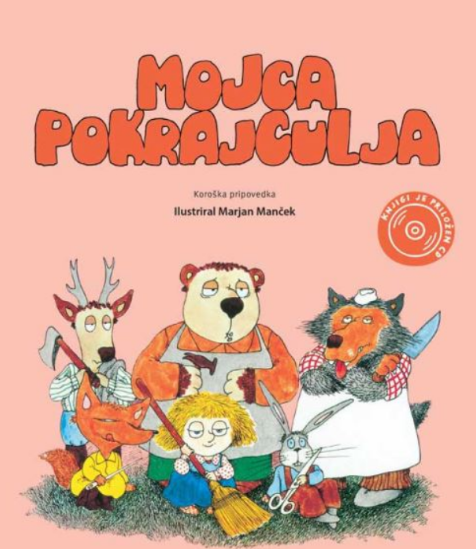 MOJCA
POKRAJCULJA
Koroška pripovedka
Ilustriral Marjan Manček
KNJIGI JE PRILOŽEN CD